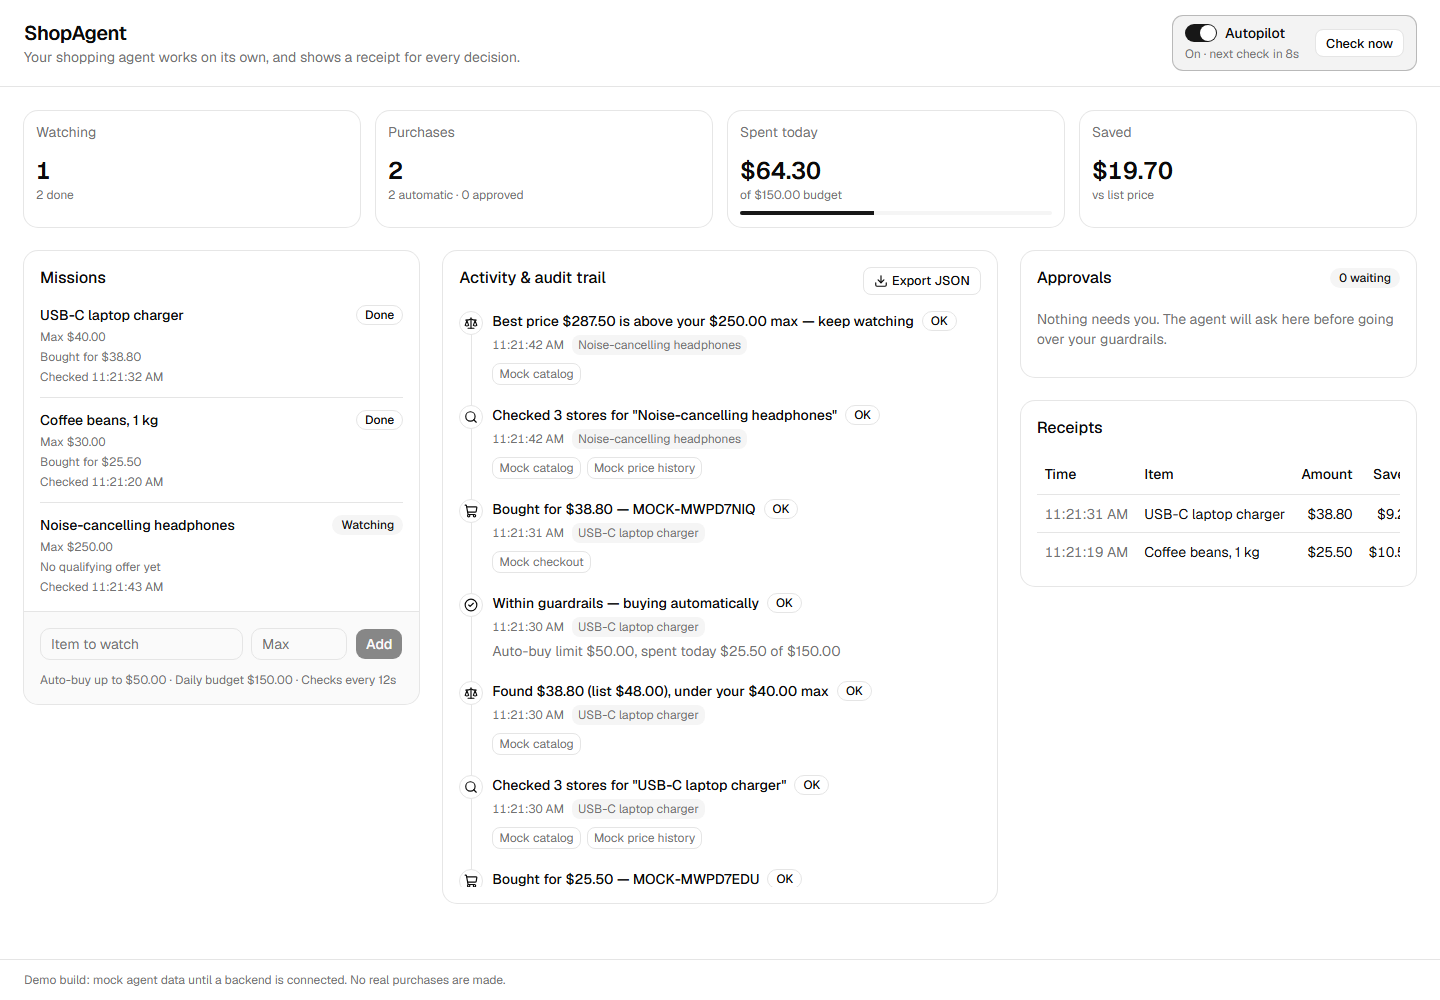 ShopAgent
Your shopping agent works on its own, and shows a receipt for every decision.
Autopilot
On · next check in 8s
Check now
Watching
1
2 done
Purchases
2
2 automatic · 0 approved
Spent today
$64.30
of $150.00 budget
Saved
$19.70
vs list price
Missions
USB-C laptop charger
Done
Max $40.00
Bought for $38.80
Checked 11:21:32 AM
Coffee beans, 1 kg
Done
Max $30.00
Bought for $25.50
Checked 11:21:20 AM
Noise-cancelling headphones
Watching
Max $250.00
No qualifying offer yet
Checked 11:21:43 AM
Item to watch
Max
Add
Auto-buy up to $50.00 · Daily budget $150.00 · Checks every 12s
Activity & audit trail
Export JSON
Best price $287.50 is above your $250.00 max — keep watching OK
11:21:42 AM Noise-cancelling headphones
Mock catalog
Checked 3 stores for "Noise-cancelling headphones" OK
11:21:42 AM Noise-cancelling headphones
Mock catalog Mock price history
Bought for $38.80 — MOCK-MWPD7NIQ OK
11:21:31 AM USB-C laptop charger
Mock checkout
Within guardrails — buying automatically OK
11:21:30 AM USB-C laptop charger
Auto-buy limit $50.00, spent today $25.50 of $150.00
Found $38.80 (list $48.00), under your $40.00 max OK
11:21:30 AM USB-C laptop charger
Mock catalog
Checked 3 stores for "USB-C laptop charger" OK
11:21:30 AM USB-C laptop charger
Mock catalog Mock price history
Bought for $25.50 — MOCK-MWPD7EDU OK
Approvals
0 waiting
Nothing needs you. The agent will ask here before going
over your guardrails.
Receipts
Time Item Amount
11:21:31 AM USB-C laptop charger $38.80
11:21:19 AM Coffee beans, 1 kg $25.50
Demo build: mock agent data until a backend is connected. No real purchases are made.